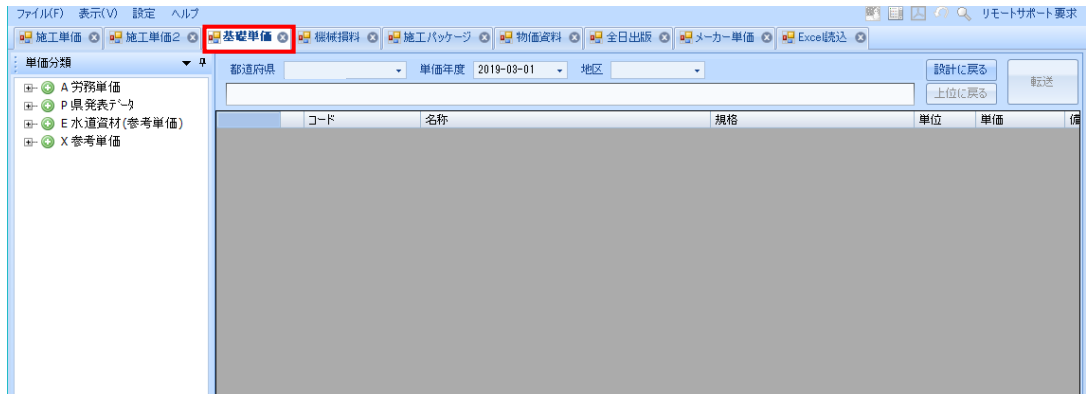 ファイル(F) 表示(V) 設定 ヘルプ リモートサポート要求
施工単価 施工単価2 基礎単価 機械損料 施工パッケージ 物価資料 全日出版 メーカー単価 Excel読込
単価分類
都道府県 単価年度 2019-03-01 地区 設計に戻る 転送
上位に戻る
A 労務単価
P 県発表データ
E 水道資材(参考単価)
X 参考単価
コード 名称 規格 単位 単価 備